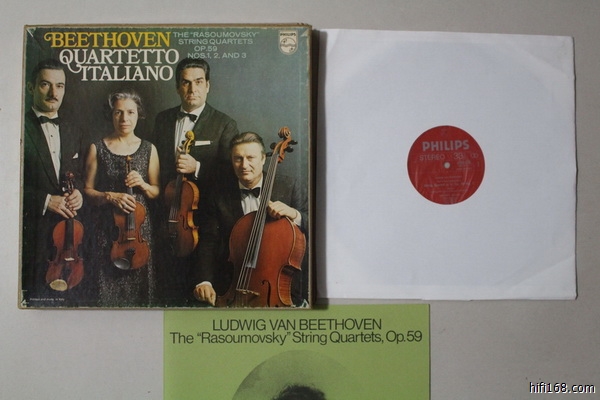 BEETHOVEN
QUARTETTO
ITALIANO
THE "RASOUMOVSKY"
STRING QUARTETS
OP.59
NOS.1, 2, AND 3
PHILIPS
PHILIPS
STEREO
LUDWIG VAN BEETHOVEN
The "Rasoumovsky" String Quartets, Op.59
hifi168.com